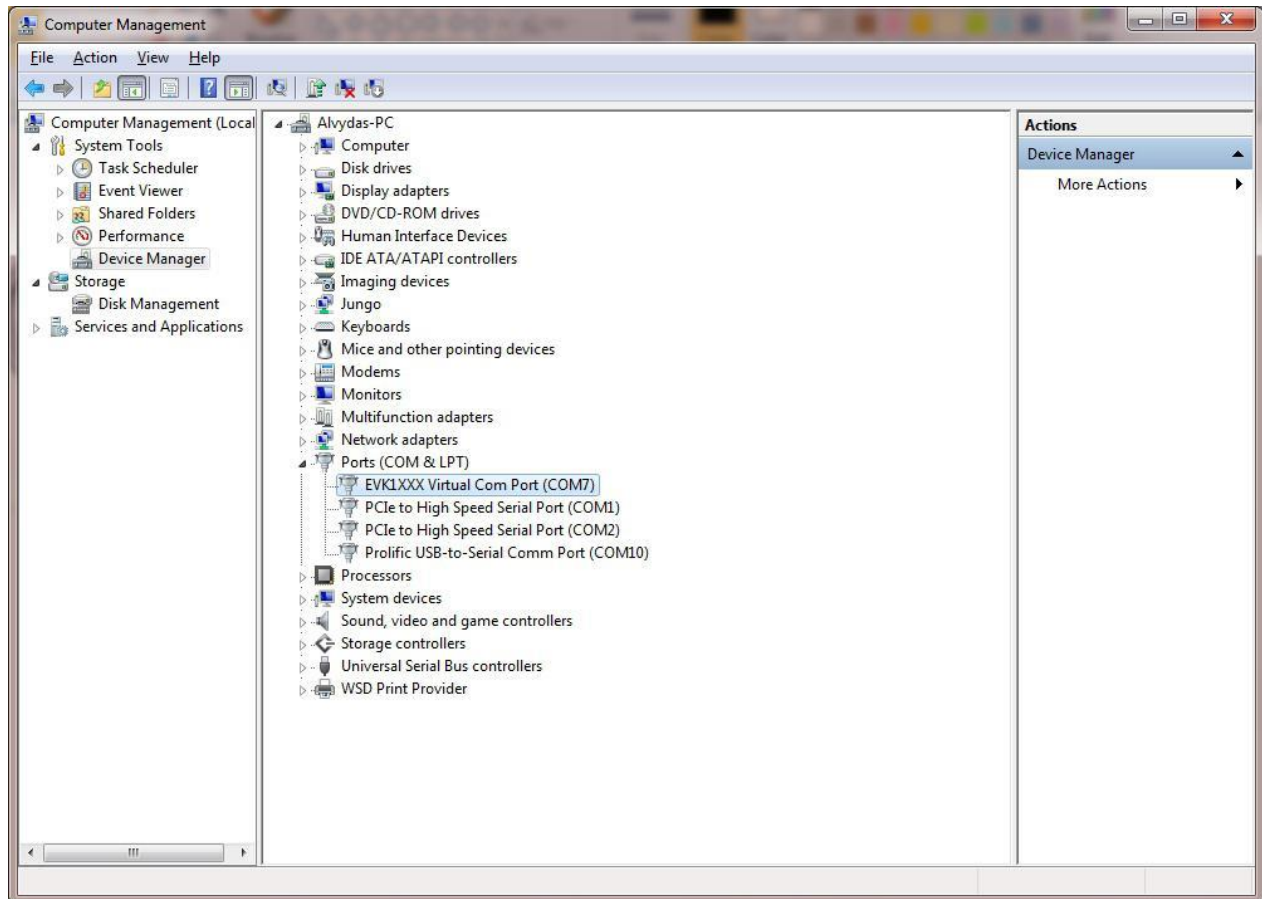 Computer Management
File Action View Help
Computer Management (Local
System Tools
Task Scheduler
Event Viewer
Shared Folders
Performance
Device Manager
Storage
Disk Management
Services and Applications
Alvydas-PC
Computer
Disk drives
Display adapters
DVD/CD-ROM drives
Human Interface Devices
IDE ATA/ATAPI controllers
Imaging devices
Jungo
Keyboards
Mice and other pointing devices
Modems
Monitors
Multifunction adapters
Network adapters
Ports (COM & LPT)
EVK1XXX Virtual Com Port (COM7)
PCIe to High Speed Serial Port (COM1)
PCIe to High Speed Serial Port (COM2)
Prolific USB-to-Serial Comm Port (COM10)
Processors
System devices
Sound, video and game controllers
Storage controllers
Universal Serial Bus controllers
WSD Print Provider
Actions
Device Manager
More Actions